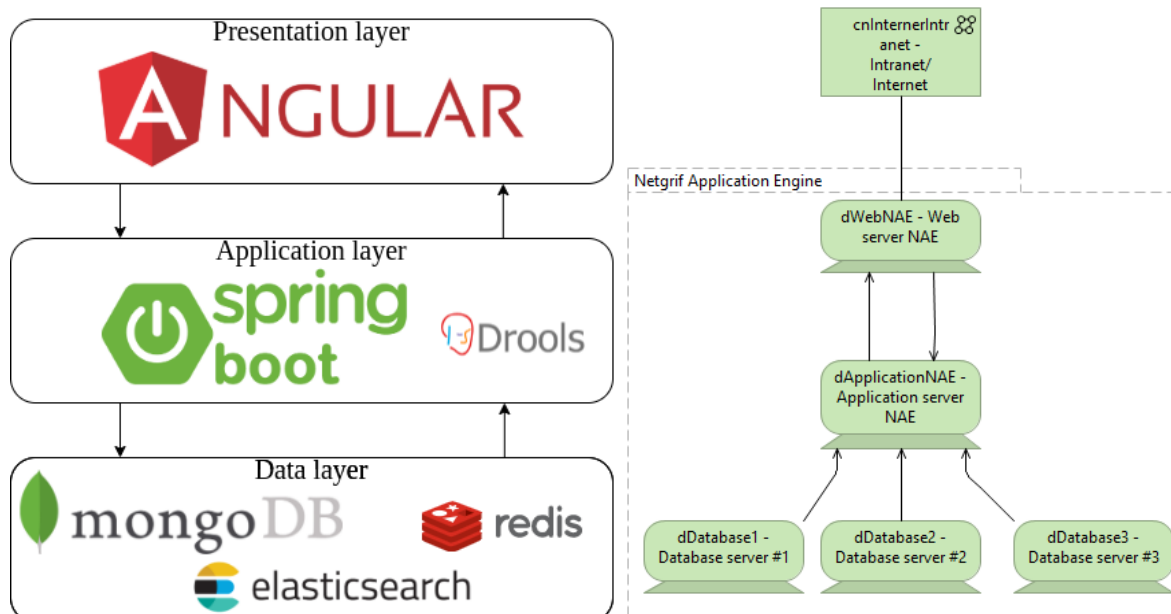 Presentation layer
ANGULAR
Application layer
spring
boot
Drools
Data layer
mongoDB
redis
elasticsearch
cnInternerIntr
anet -
Intranet/
Internet
Netgrif Application Engine
dWebNAE - Web
server NAE
dApplicationNAE -
Application server
NAE
dDatabase1 -
Database server #1
dDatabase2 -
Database server #2
dDatabase3 -
Database server #3